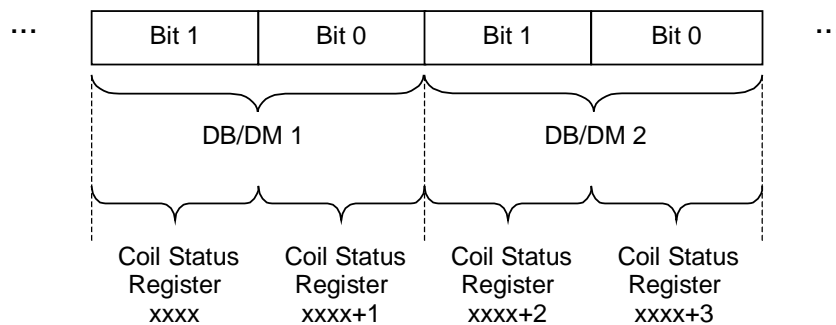 ... Bit 1 Bit 0 Bit 1 Bit 0 ..
DB/DM 1 DB/DM 2
Coil Status Coil Status Coil Status Coil Status
Register Register Register Register
xxxx xxxx+1 xxxx+2 xxxx+3